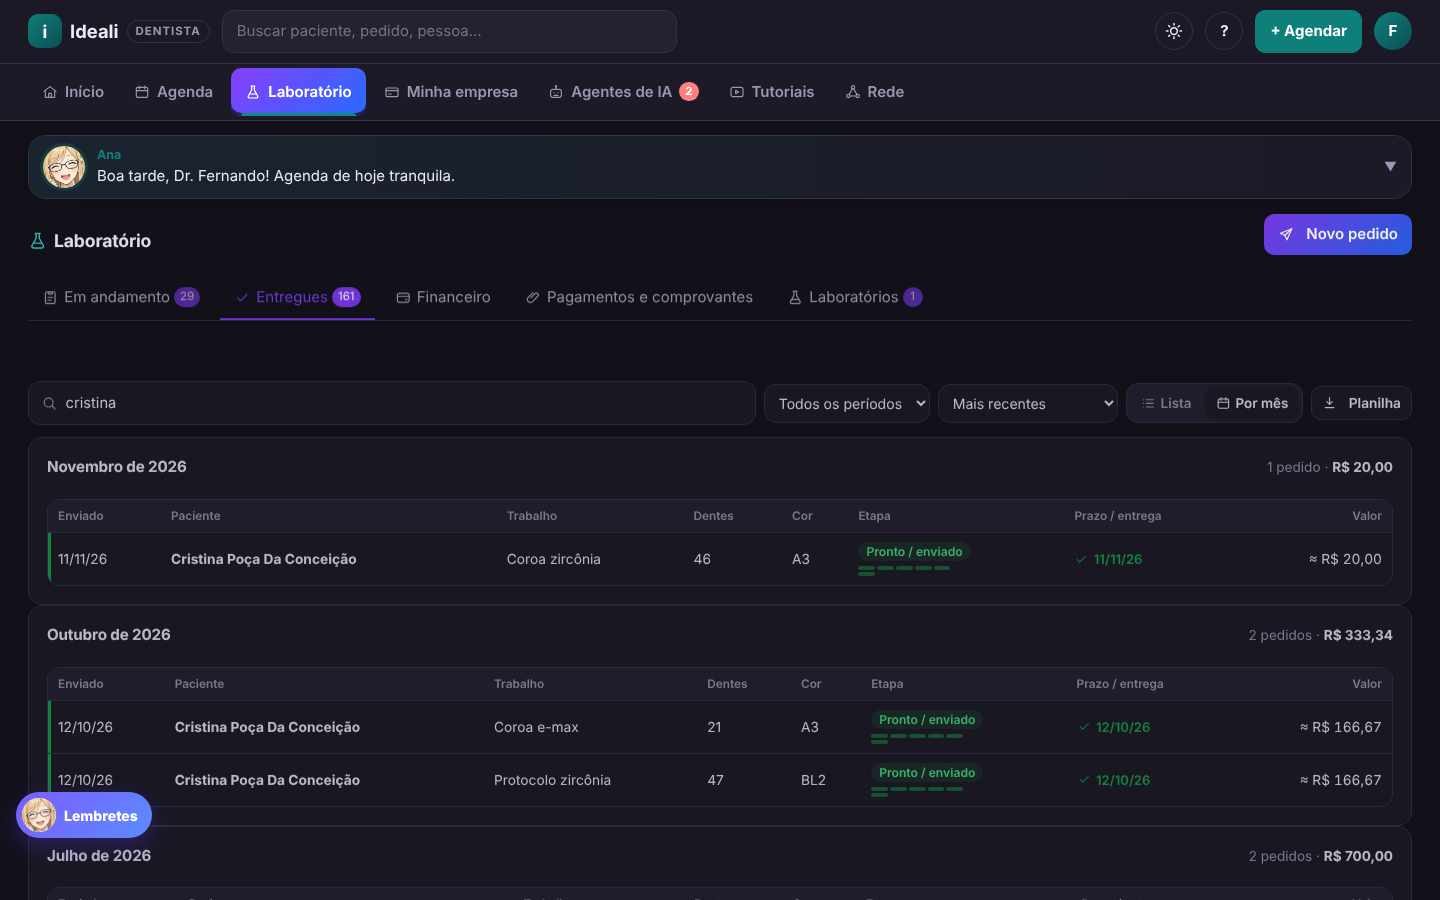 i Ideali DENTISTA Buscar paciente, pedido, pessoa... ? + Agendar F
Início Agenda Laboratório Minha empresa Agentes de IA 2 Tutoriais Rede
Ana
Boa tarde, Dr. Fernando! Agenda de hoje tranquila. ▼
Laboratório
Novo pedido
Em andamento 29 Entregues 161 Financeiro Pagamentos e comprovantes Laboratórios 1
cristina Todos os períodos Mais recentes Lista Por mês Planilha
Novembro de 2026 1 pedido · R$ 20,00
Enviado Paciente Trabalho Dentes Cor Etapa Prazo / entrega Valor
11/11/26 Cristina Poça Da Conceição Coroa zircônia 46 A3 Pronto / enviado ✓ 11/11/26 ≈ R$ 20,00
Outubro de 2026 2 pedidos · R$ 333,34
Enviado Paciente Trabalho Dentes Cor Etapa Prazo / entrega Valor
12/10/26 Cristina Poça Da Conceição Coroa e-max 21 A3 Pronto / enviado ✓ 12/10/26 ≈ R$ 166,67
12/10/26 Cristina Poça Da Conceição Protocolo zircônia 47 BL2 Pronto / enviado ✓ 12/10/26 ≈ R$ 166,67
Lembretes
Julho de 2026 2 pedidos · R$ 700,00